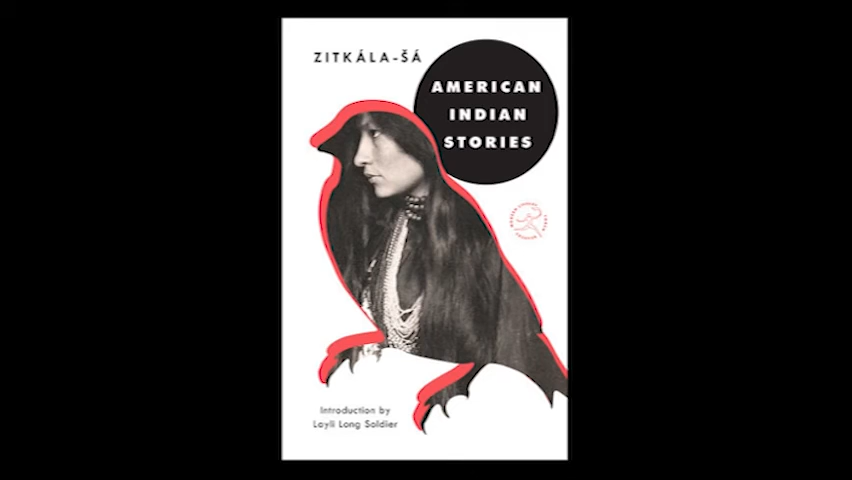 ZITKÁLA-ŠÁ
AMERICAN
INDIAN
STORIES
Introduction by
Layli Long Soldier